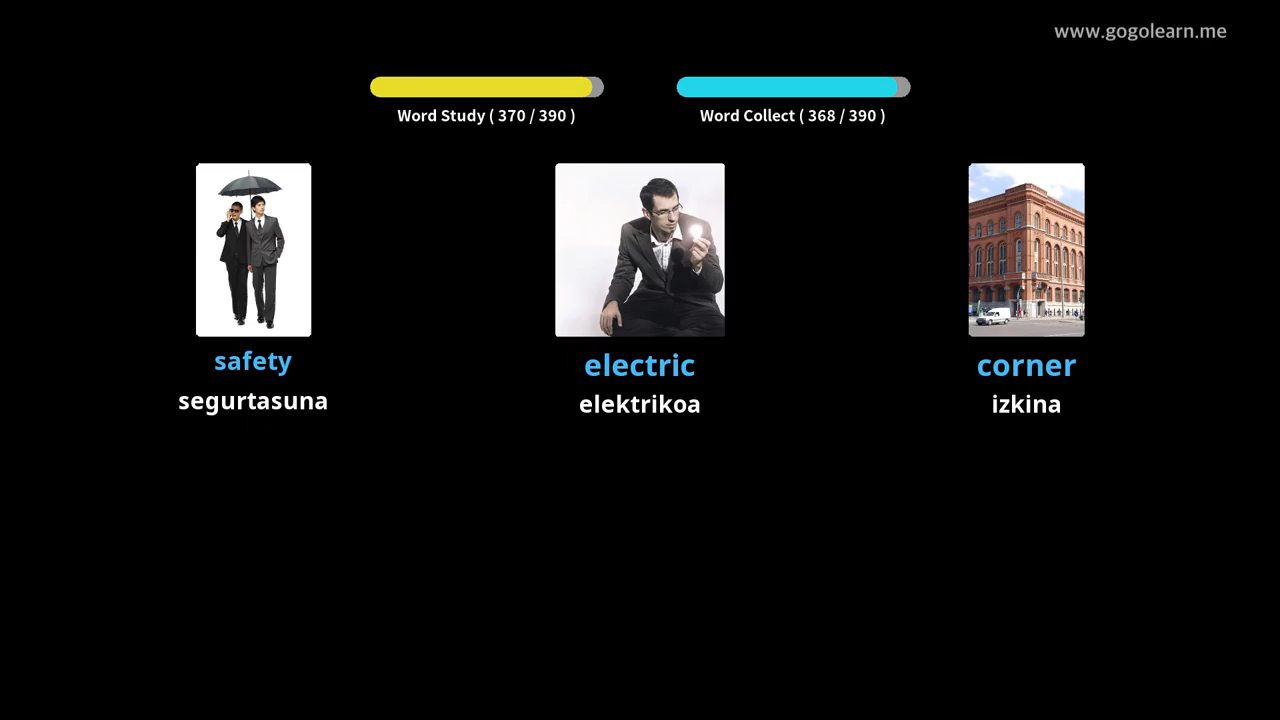 www.gogolearn.me
Word Study ( 370 / 390 )
Word Collect ( 368 / 390 )
safety
segurtasuna
electric
elektrikoa
corner
izkina